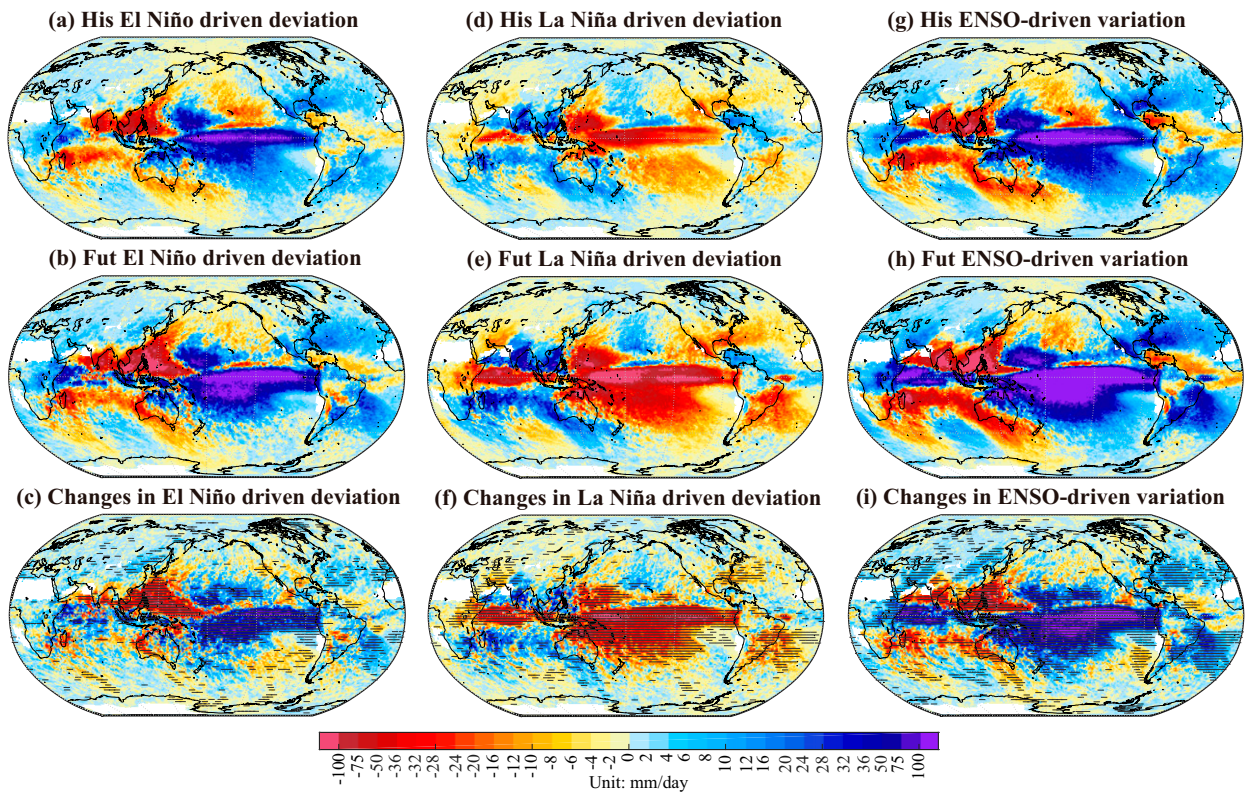 (a) His El Niño driven deviation
(d) His La Niña driven deviation
(g) His ENSO-driven variation
(b) Fut El Niño driven deviation
(e) Fut La Niña driven deviation
(h) Fut ENSO-driven variation
(c) Changes in El Niño driven deviation
(f) Changes in La Niña driven deviation
(i) Changes in ENSO-driven variation
-100 -75 -50 -36 -32 -28 -24 -20 -16 -12 -8 -6 -4 -2 0 2 4 6 8 12 16 20 24 28 32 36 50 75 100
Unit: mm/day